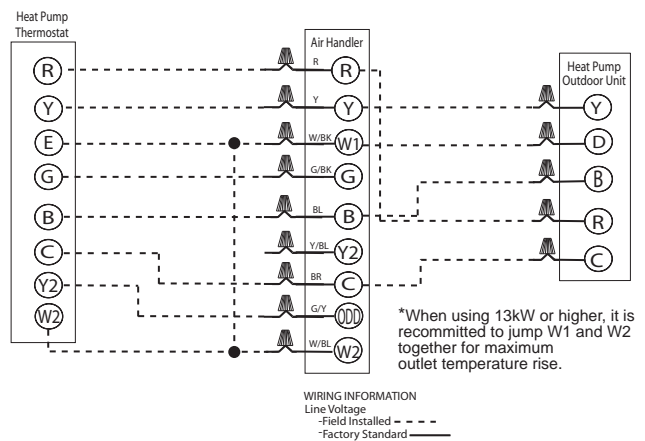 Heat Pump
Thermostat
R
Y
E
G
B
C
Y2
W2
Air Handler
R
R
Y
Y
W/BK
W1
G/BK
G
BL
B
Y/BL
Y2
BR
C
G/Y
ODD
W/BL
W2
Heat Pump
Outdoor Unit
Y
D
B
R
C
*When using 13kW or higher, it is
recommitted to jump W1 and W2
together for maximum
outlet temperature rise.
WIRING INFORMATION
Line Voltage
-Field Installed
-Factory Standard